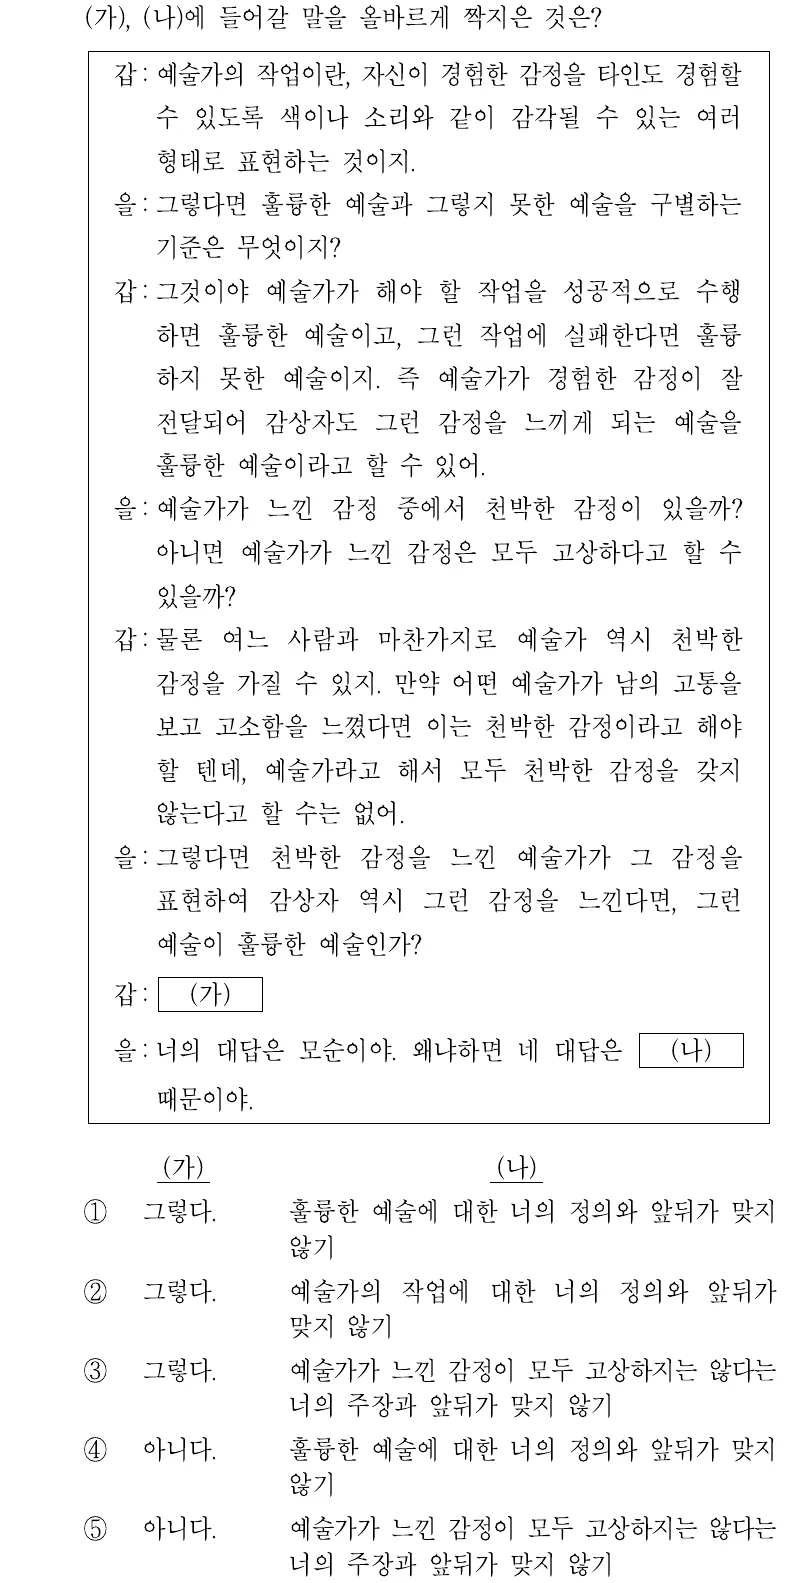 (가), (나)에 들어갈 말을 올바르게 짝지은 것은?
갑 : 예술가의 작업이란, 자신이 경험한 감정을 타인도 경험할
수 있도록 색이나 소리와 같이 감각될 수 있는 여러
형태로 표현하는 것이지.
을 : 그렇다면 훌륭한 예술과 그렇지 못한 예술을 구별하는
기준은 무엇이지?
갑 : 그것이야 예술가가 해야 할 작업을 성공적으로 수행
하면 훌륭한 예술이고, 그런 작업에 실패한다면 훌륭
하지 못한 예술이지. 즉 예술가가 경험한 감정이 잘
전달되어 감상자도 그런 감정을 느끼게 되는 예술을
훌륭한 예술이라고 할 수 있어.
을 : 예술가가 느낀 감정 중에서 천박한 감정이 있을까?
아니면 예술가가 느낀 감정은 모두 고상하다고 할 수
있을까?
갑 : 물론 여느 사람과 마찬가지로 예술가 역시 천박한
감정을 가질 수 있지. 만약 어떤 예술가가 남의 고통을
보고 고소함을 느꼈다면 이는 천박한 감정이라고 해야
할 텐데, 예술가라고 해서 모두 천박한 감정을 갖지
않는다고 할 수는 없어.
을 : 그렇다면 천박한 감정을 느낀 예술가가 그 감정을
표현하여 감상자 역시 그런 감정을 느낀다면, 그런
예술이 훌륭한 예술인가?
갑 : (가)
을 : 너의 대답은 모순이야. 왜냐하면 네 대답은 (나)
때문이야.
(가) (나)
① 그렇다. 훌륭한 예술에 대한 너의 정의와 앞뒤가 맞지
않기
② 그렇다. 예술가의 작업에 대한 너의 정의와 앞뒤가
맞지 않기
③ 그렇다. 예술가가 느낀 감정이 모두 고상하지는 않다는
너의 주장과 앞뒤가 맞지 않기
④ 아니다. 훌륭한 예술에 대한 너의 정의와 앞뒤가 맞지
않기
⑤ 아니다. 예술가가 느낀 감정이 모두 고상하지는 않다는
너의 주장과 앞뒤가 맞지 않기